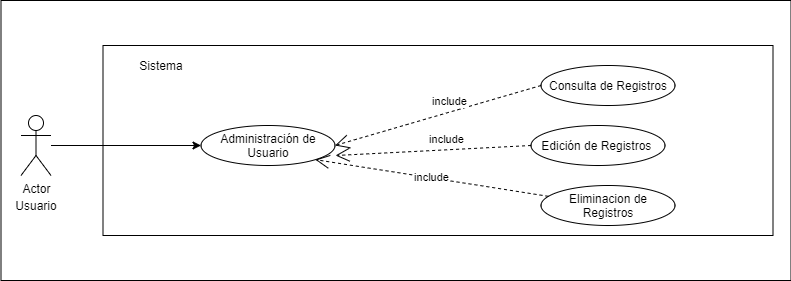 Sistema
Consulta de Registros
include
Administración de
Usuario
include
Edición de Registros
include
Eliminacion de
Registros
Actor
Usuario